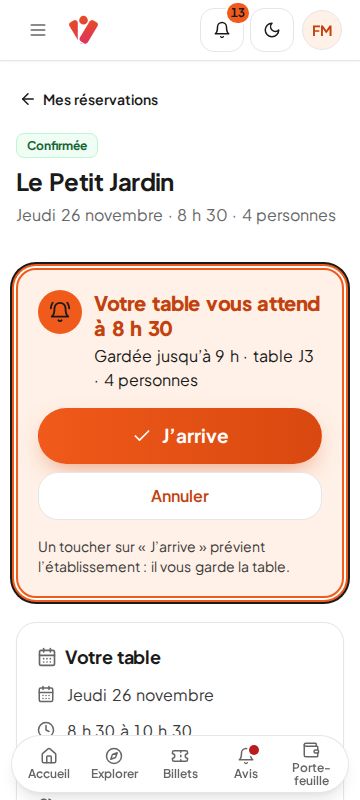 13
FM
Mes réservations
Confirmée
Le Petit Jardin
Jeudi 26 novembre · 8 h 30 · 4 personnes
Votre table vous attend
à 8 h 30
Gardée jusqu’à 9 h · table J3
· 4 personnes
J’arrive
Annuler
Un toucher sur « J’arrive » prévient
l’établissement : il vous garde la table.
Votre table
Jeudi 26 novembre
8 h 30 à 10 h 30
Accueil
Explorer
Billets
Avis
Porte-
feuille